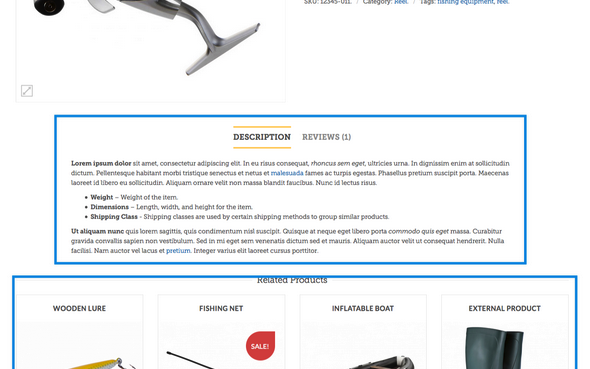 SKU: 12345-011. / Category: Reel. / Tags: fishing equipment, reel.
DESCRIPTION REVIEWS (1)
Lorem ipsum dolor sit amet, consectetur adipiscing elit. In eu risus consequat, rhoncus sem eget, ultricies urna. In dignissim enim at sollicitudin
dictum. Pellentesque habitant morbi tristique senectus et netus et malesuada fames ac turpis egestas. Phasellus pretium suscipit porta. Maecenas
laoreet id libero eu sollicitudin. Aliquam ornare velit non massa blandit faucibus. Nunc id lectus risus.
• Weight – Weight of the item.
• Dimensions – Length, width, and height for the item.
• Shipping Class - Shipping classes are used by certain shipping methods to group similar products.
Ut aliquam nunc quis lorem sagittis, quis condimentum nisl suscipit. Quisque at neque eget libero porta commodo quis eget massa. Curabitur
gravida convallis sapien non vestibulum. Sed in mi eget sem venenatis dictum sed et mauris. Aliquam auctor velit ut consequat hendrerit. Nulla
facilisi. Nam auctor vel lacus et pretium. Integer varius elit laoreet cursus porttitor.
Related Products
WOODEN LURE FISHING NET INFLATABLE BOAT EXTERNAL PRODUCT
SALE!